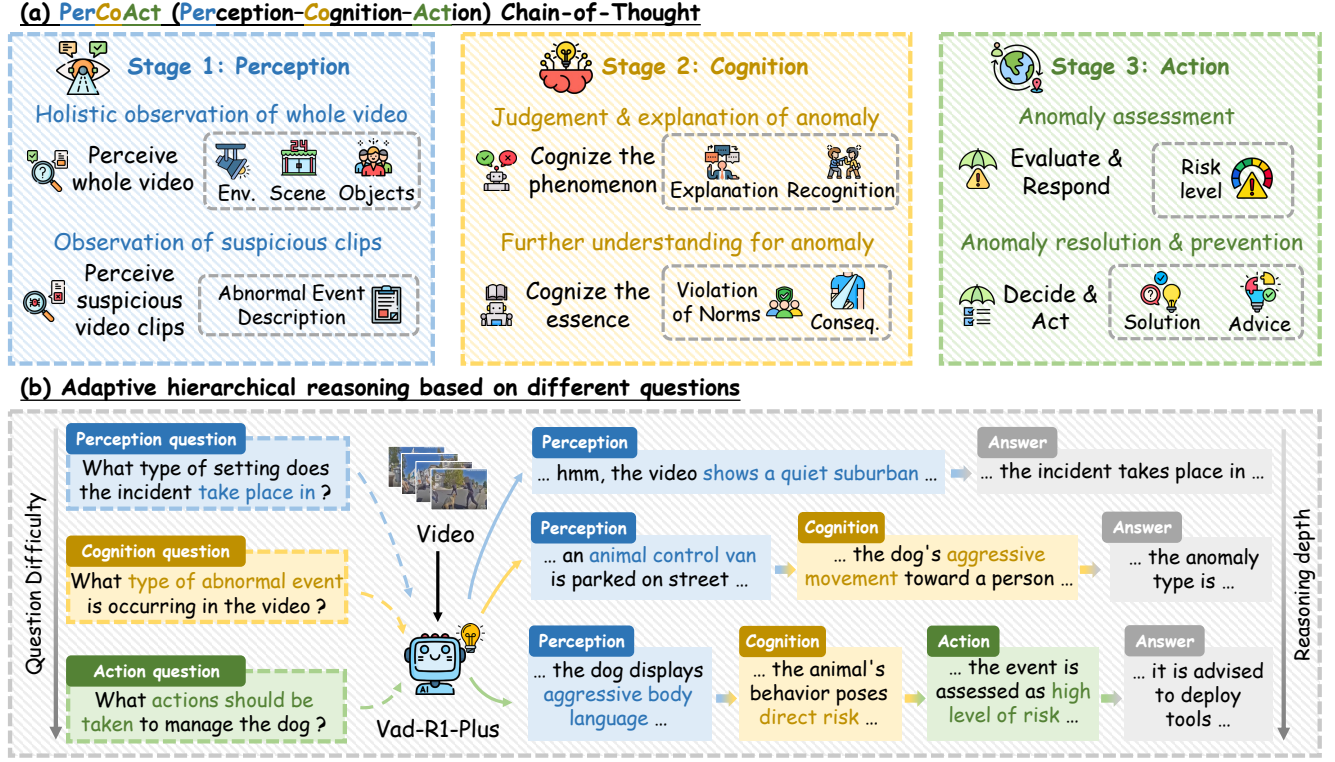 (a) PerCoAct (Perception–Cognition–Action) Chain-of-Thought
Stage 1: Perception
Holistic observation of whole video
Perceive
whole video
Env. Scene Objects
24
Observation of suspicious clips
Perceive
suspicious
video clips
Abnormal Event
Description
Stage 2: Cognition
Judgement & explanation of anomaly
Cognize the
phenomenon
Explanation Recognition
Further understanding for anomaly
Cognize the
essence
Violation
of Norms
Conseq.
Stage 3: Action
Anomaly assessment
Evaluate &
Respond
Risk
level
Anomaly resolution & prevention
Decide &
Act
Solution Advice
(b) Adaptive hierarchical reasoning based on different questions
Question Difficulty
Perception question
What type of setting does
the incident take place in ?
Cognition question
What type of abnormal event
is occurring in the video ?
Action question
What actions should be
taken to manage the dog ?
Video
AI
Vad-R1-Plus
Perception
... hmm, the video shows a quiet suburban ...
Answer
... the incident takes place in ...
Perception
... an animal control van
is parked on street ...
Cognition
... the dog's aggressive
movement toward a person ...
Answer
... the anomaly
type is ...
Perception
... the dog displays
aggressive body
language ...
Cognition
... the animal's
behavior poses
direct risk ...
Action
... the event is
assessed as high
level of risk ...
Answer
... it is advised
to deploy
tools ...
Reasoning depth